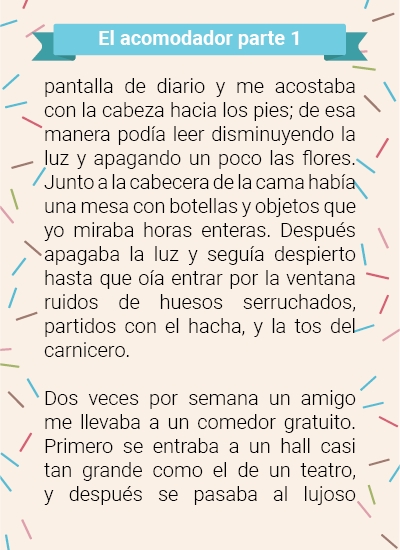 El acomodador parte 1
pantalla de diario y me acostaba
con la cabeza hacia los pies; de esa
manera podía leer disminuyendo la
luz y apagando un poco las flores.
Junto a la cabecera de la cama había
una mesa con botellas y objetos que
yo miraba horas enteras. Después
apagaba la luz y seguía despierto
hasta que oía entrar por la ventana
ruidos de huesos serruchados,
partidos con el hacha, y la tos del
carnicero.
Dos veces por semana un amigo
me llevaba a un comedor gratuito.
Primero se entraba a un hall casi
tan grande como el de un teatro,
y después se pasaba al lujoso